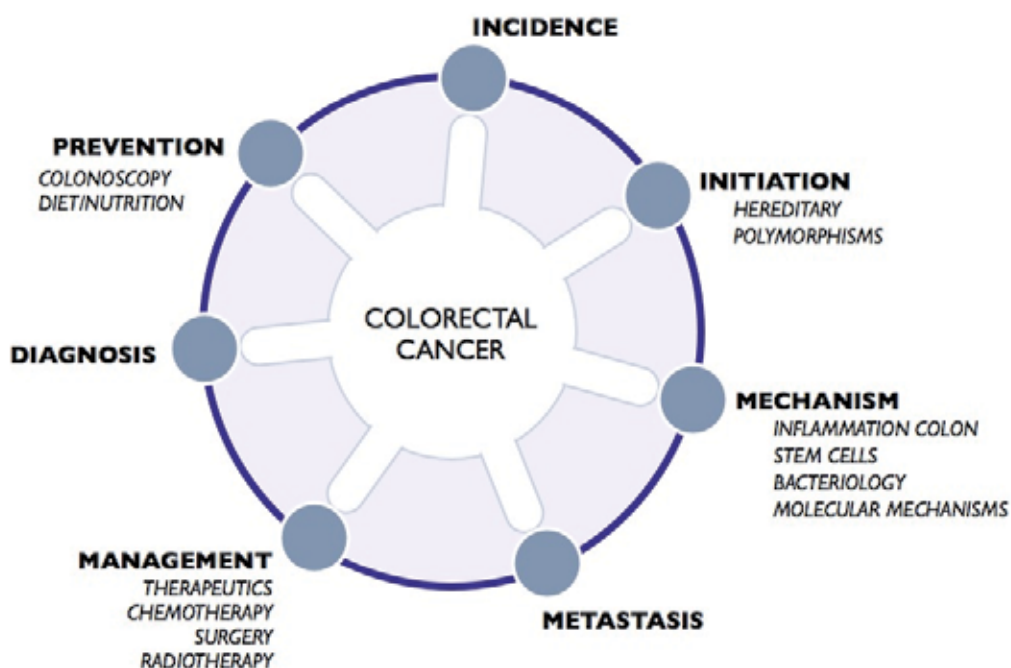 INCIDENCE
INITIATION
HEREDITARY
POLYMORPHISMS
MECHANISM
INFLAMMATION COLON
STEM CELLS
BACTERIOLOGY
MOLECULAR MECHANISMS
METASTASIS
MANAGEMENT
THERAPEUTICS
CHEMOTHERAPY
SURGERY
RADIOTHERAPY
DIAGNOSIS
PREVENTION
COLONOSCOPY
DIET/NUTRITION
COLORECTAL
CANCER